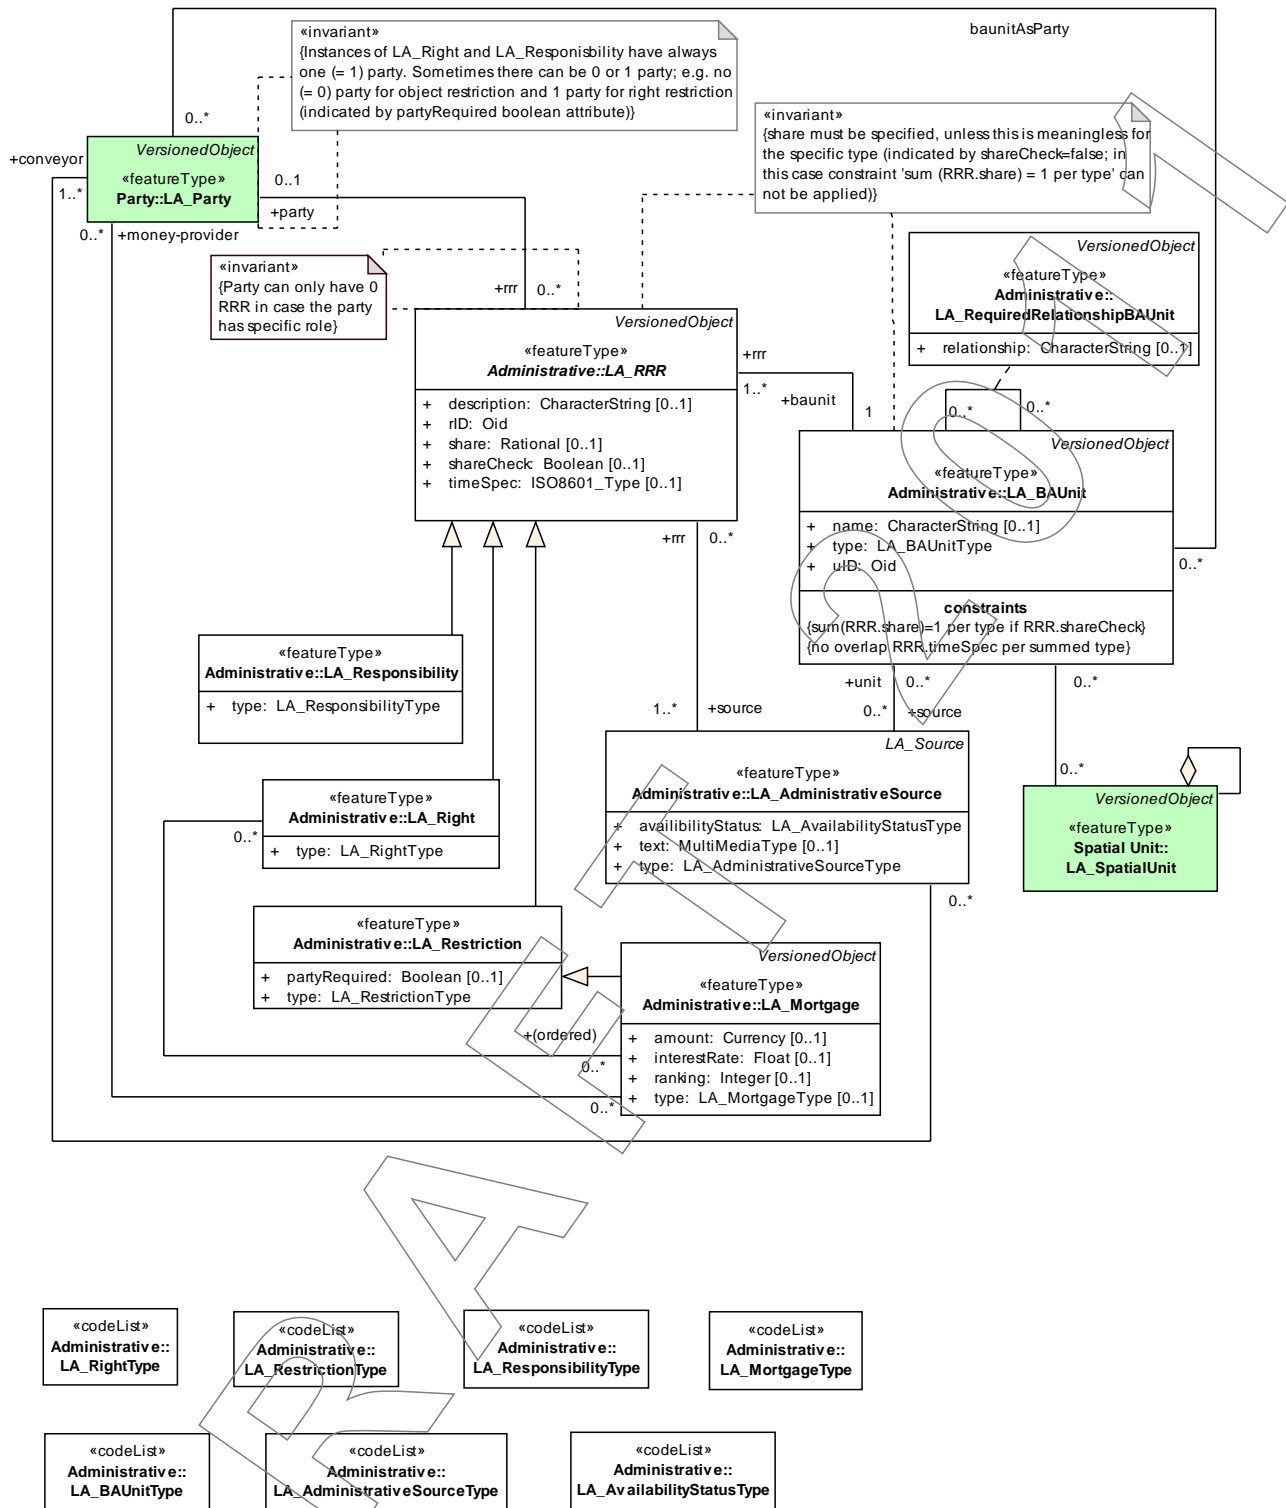 baunitAsParty
«invariant»
{Instances of LA_Right and LA_Responisbility have always
one (= 1) party. Sometimes there can be 0 or 1 party; e.g. no
(= 0) party for object restriction and 1 party for right restriction
(indicated by partyRequired boolean attribute)}
«invariant»
{share must be specified, unless this is meaningless for
the specific type (indicated by shareCheck=false; in
this case constraint 'sum (RRR.share) = 1 per type' can
not be applied)}
0..*
+conveyor
1..*
VersionedObject
«featureType»
Party::LA_Party
0..1
+party
0..*
+money-provider
«invariant»
{Party can only have 0
RRR in case the party
has specific role}
+rrr
0..*
VersionedObject
«featureType»
Administrative::
LA_RequiredRelationshipBAUnit
+ relationship: CharacterString [0..1]
VersionedObject
«featureType»
Administrative::LA_RRR
+ description: CharacterString [0..1]
+ rID: Oid
+ share: Rational [0..1]
+ shareCheck: Boolean [0..1]
+ timeSpec: ISO8601_Type [0..1]
+rrr
1..*
+baunit
1
0..*
0..*
VersionedObject
«featureType»
Administrative::LA_BAUnit
+ name: CharacterString [0..1]
+ type: LA_BAUnitType
+ uID: Oid
constraints
{sum(RRR.share)=1 per type if RRR.shareCheck}
{no overlap RRR.timeSpec per summed type}
0..*
+rrr
0..*
«featureType»
Administrative::LA_Responsibility
+ type: LA_ResponsibilityType
+unit
0..*
0..*
1..*
+source
0..*
+source
LA_Source
«featureType»
Administrative::LA_AdministrativeSource
+ availibilityStatus: LA_AvailabilityStatusType
+ text: MultiMediaType [0..1]
+ type: LA_AdministrativeSourceType
0..*
0..*
VersionedObject
«featureType»
Spatial Unit::
LA_SpatialUnit
«featureType»
Administrative::LA_Right
+ type: LA_RightType
0..*
«featureType»
Administrative::LA_Restriction
+ partyRequired: Boolean [0..1]
+ type: LA_RestrictionType
VersionedObject
«featureType»
Administrative::LA_Mortgage
+ amount: Currency [0..1]
+ interestRate: Float [0..1]
+ ranking: Integer [0..1]
+ type: LA_MortgageType [0..1]
+(ordered)
0..*
0..*
«codeList»
Administrative::
LA_RightType
«codeList»
Administrative::
LA_RestrictionType
«codeList»
Administrative::
LA_ResponsibilityType
«codeList»
Administrative::
LA_MortgageType
«codeList»
Administrative::
LA_BAUnitType
«codeList»
Administrative::
LA_AdministrativeSourceType
«codeList»
Administrative::
LA_AvailabilityStatusType